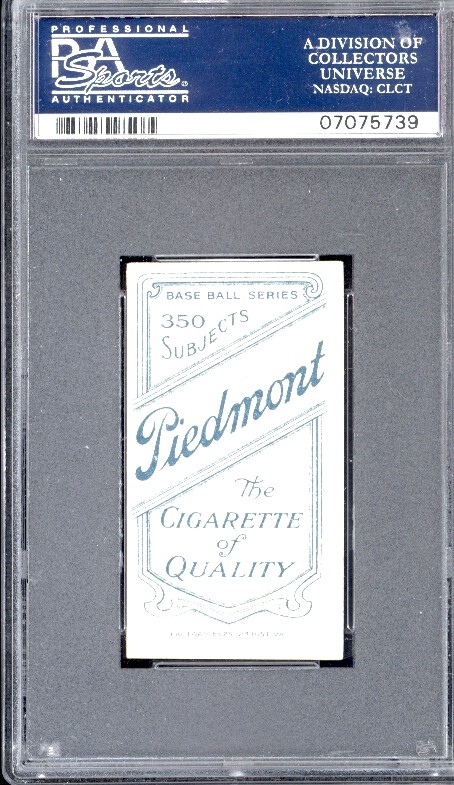 PROFESSIONAL
PSA
Sports
®
AUTHENTICATOR
A DIVISION OF
COLLECTORS
UNIVERSE
NASDAQ: CLCT
07075739
BASE BALL SERIES
350
SUBJECTS
Piedmont
The
CIGARETTE
of
QUALITY